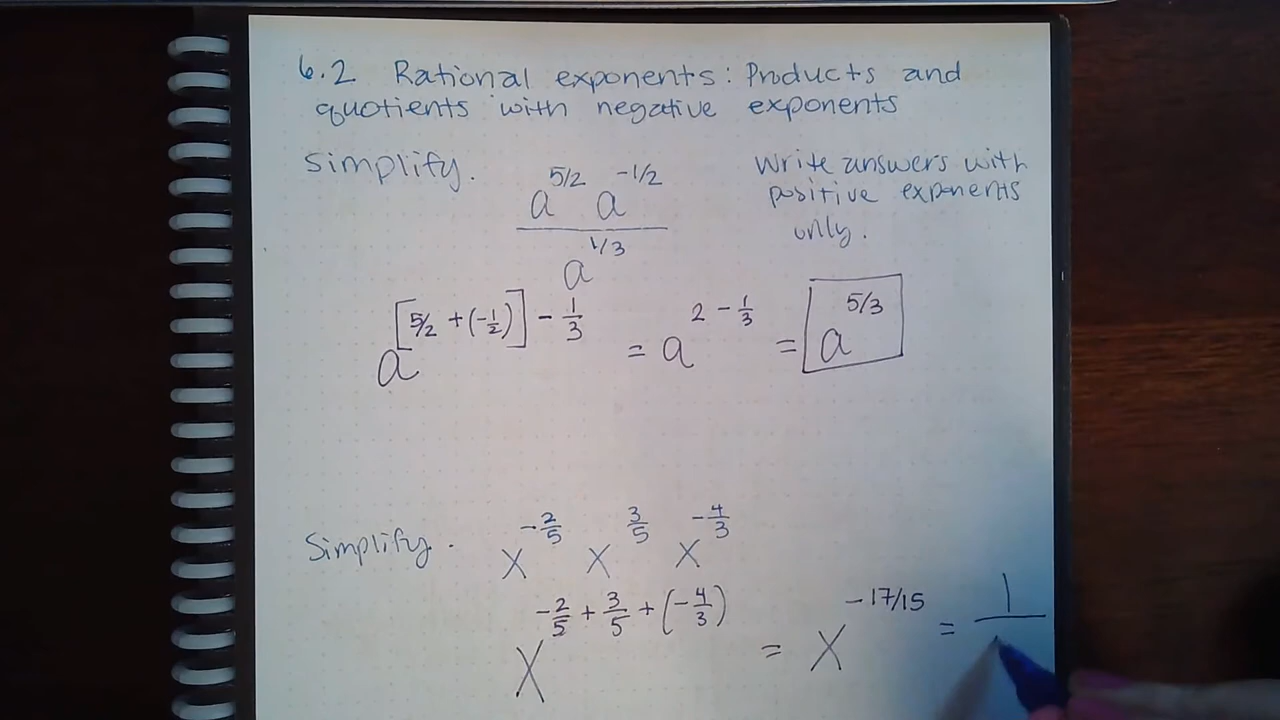 6.2 Rational exponents: Products and
quotients with negative exponents
Simplify.
a^5/2 a^-1/2
a^1/3
Write answers with
positive exponents
only.
a^[5/2 + (-1/2)] - 1/3 = a^2 - 1/3 = a^5/3
Simplify. x^-2/5 x^3/5 x^-4/3
x^-2/5 + 3/5 + (-4/3) = x^-17/15 = 1